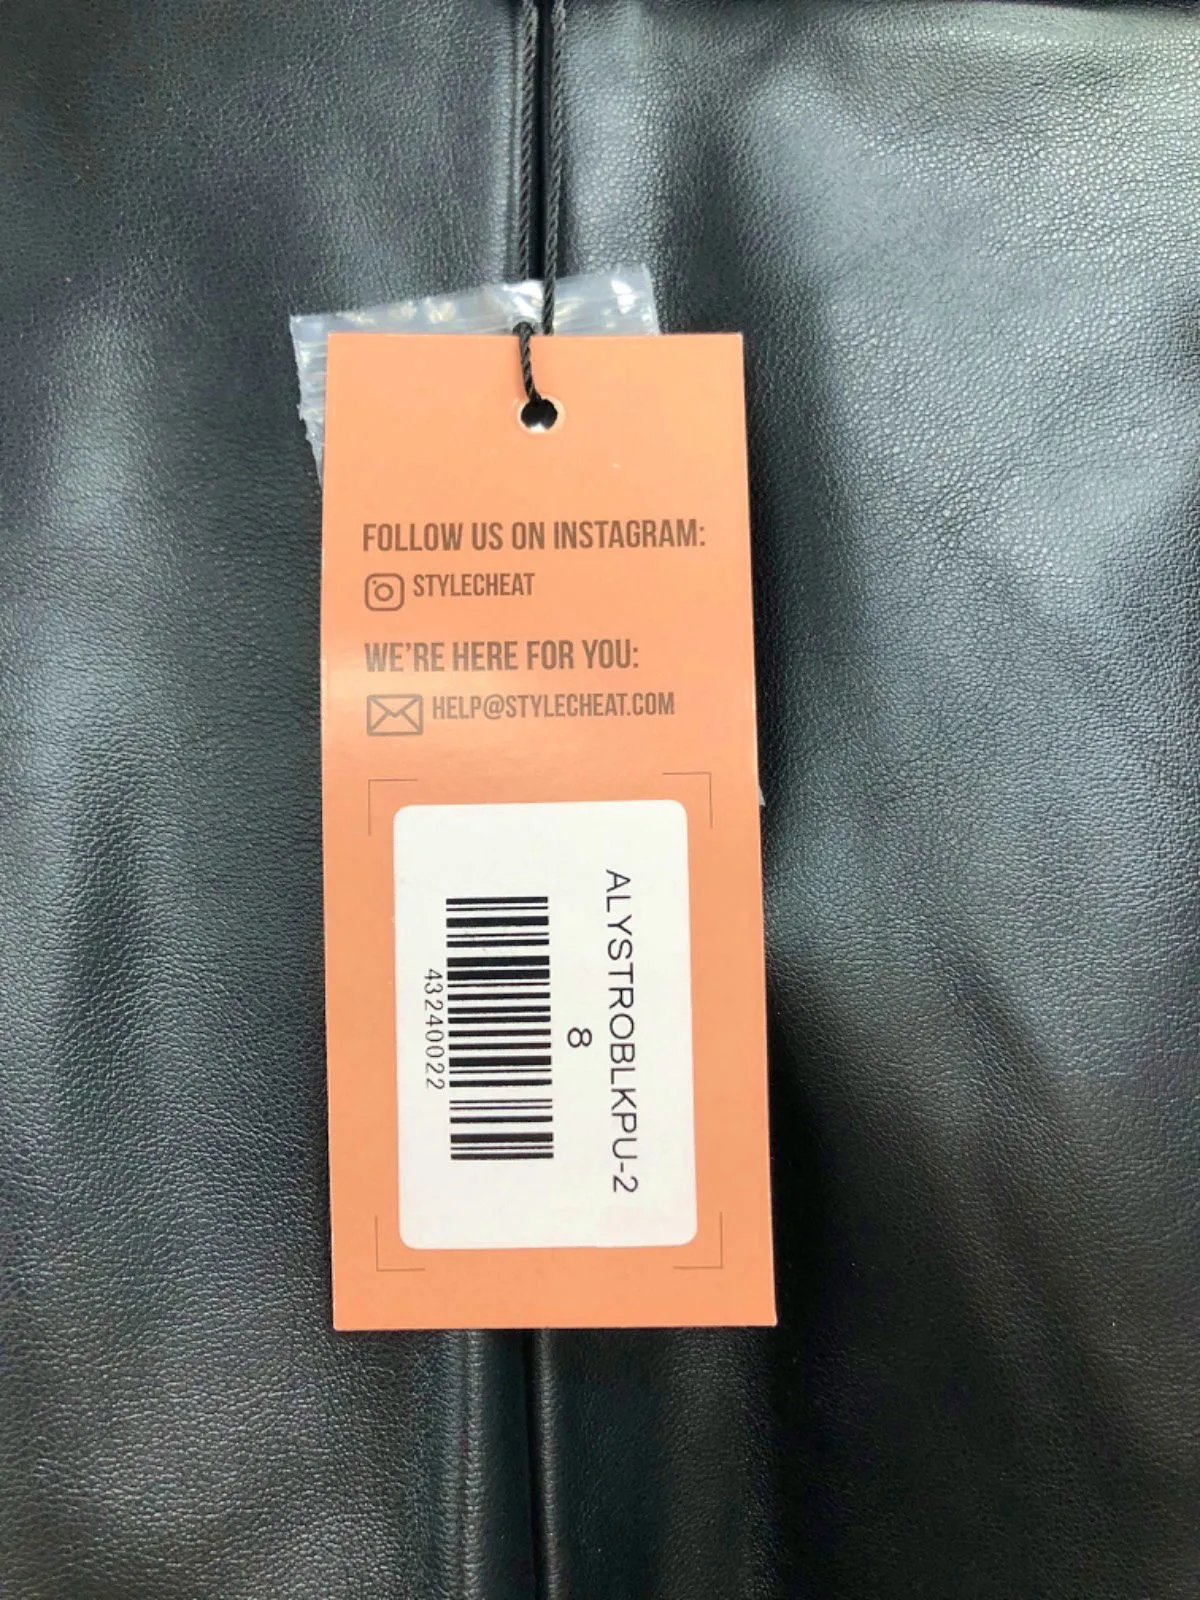 FOLLOW US ON INSTAGRAM:
STYLECHEAT
WE'RE HERE FOR YOU:
HELP@STYLECHEAT.COM
ALYSTROBLKPU-2
8
43240022